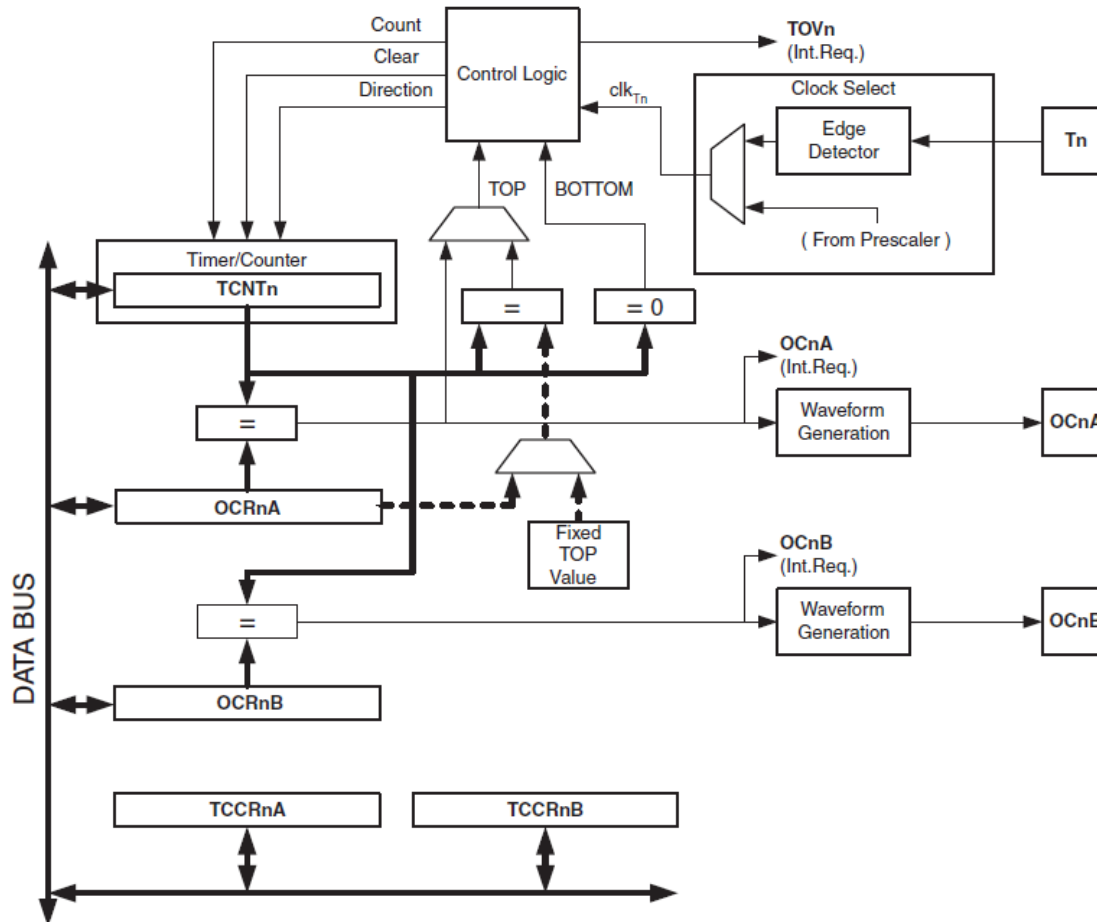 Count
Clear
Direction
Control Logic
TOVn
(Int.Req.)
clkTn
Clock Select
Edge
Detector
Tn
( From Prescaler )
TOP
BOTTOM
Timer/Counter
TCNTn
=
= 0
OCnA
(Int.Req.)
=
Waveform
Generation
OCnA
OCRnA
Fixed
TOP
Value
OCnB
(Int.Req.)
=
Waveform
Generation
OCnB
OCRnB
DATA BUS
TCCRnA
TCCRnB